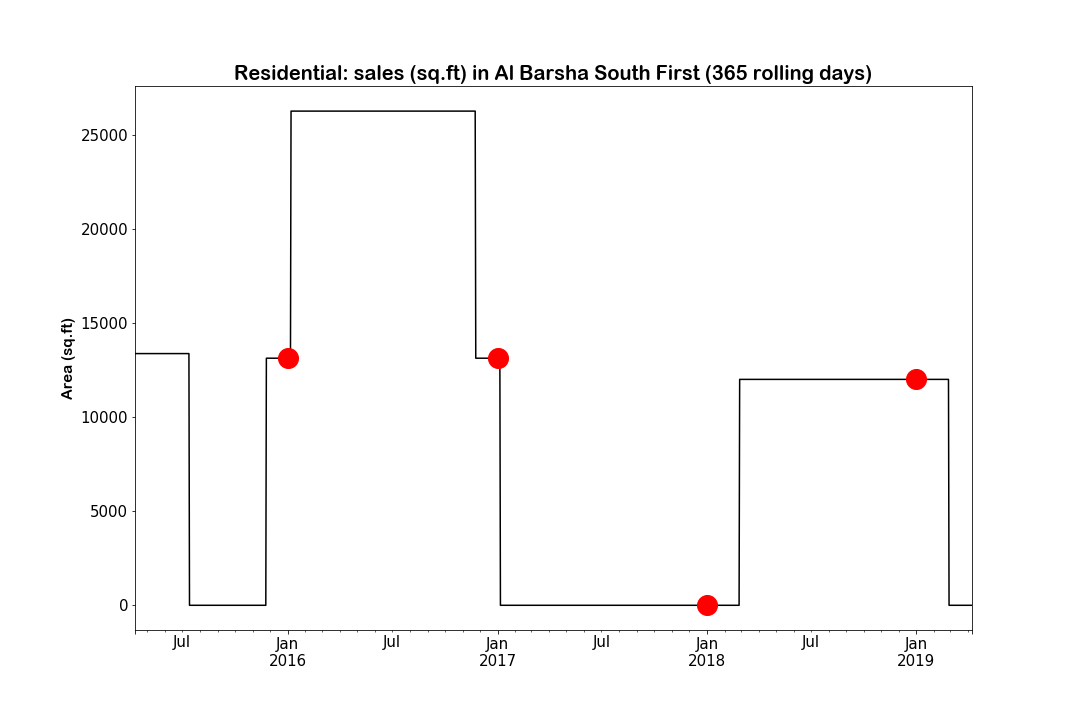 Residential: sales (sq.ft) in Al Barsha South First (365 rolling days)
25000
20000
15000
10000
5000
0
Area (sq.ft)
Jul Jan Jul Jan Jul Jan Jul Jan
2016 2017 2018 2019